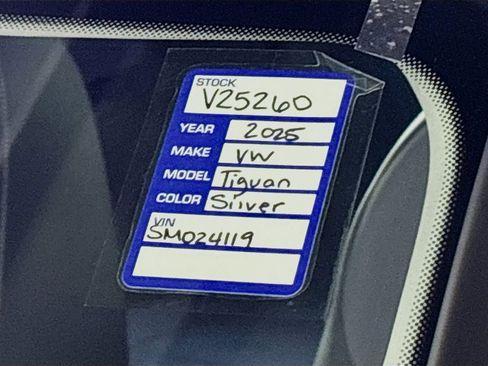 STOCK
V25260
YEAR 2025
MAKE VW
MODEL Tiguan
COLOR Silver
VIN
SM024119